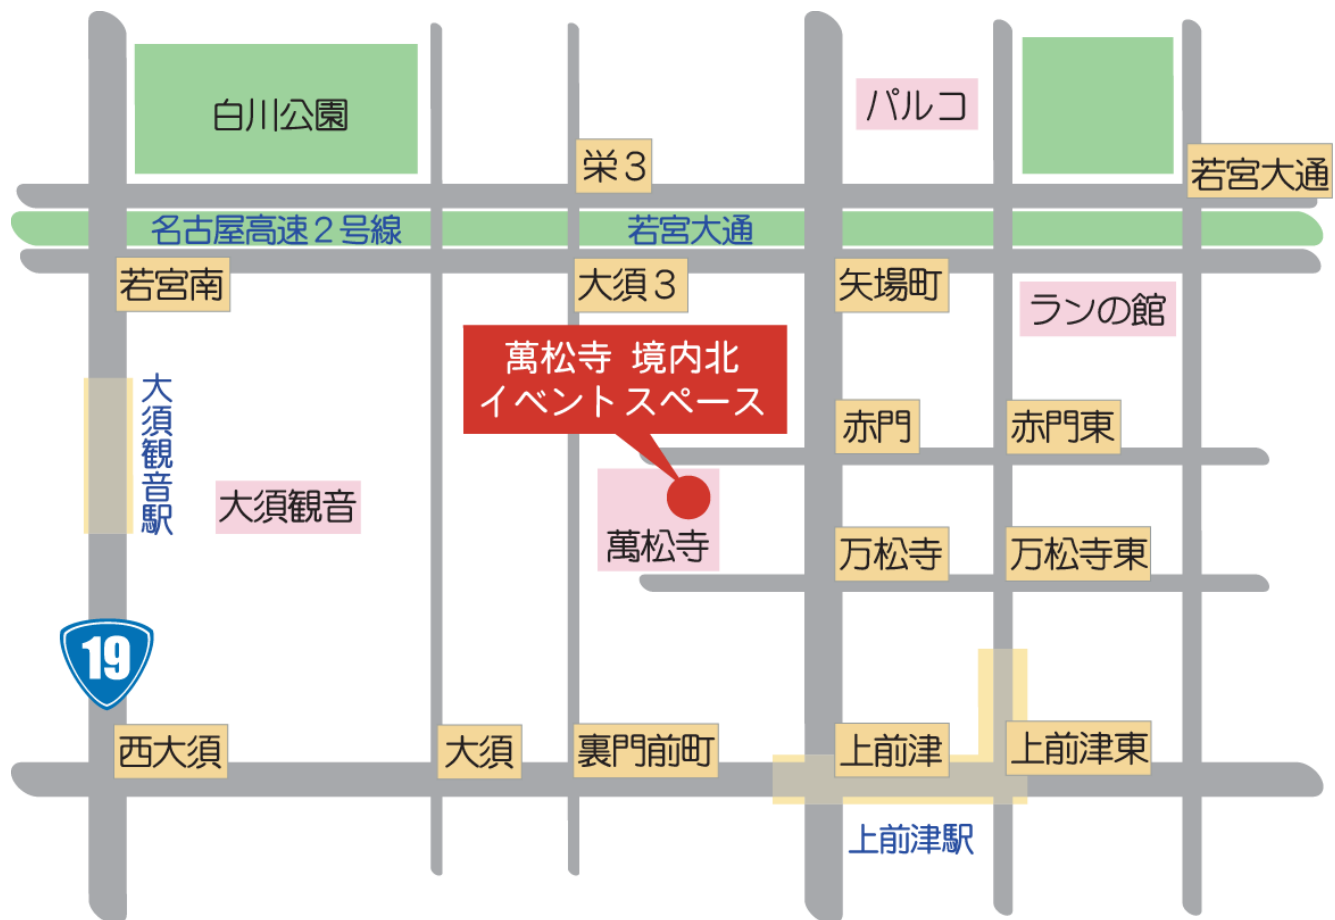 白川公園
パルコ
栄3
若宮大通
名古屋高速2号線
若宮大通
若宮南
大須3
矢場町
ランの館
萬松寺 境内北
イベントスペース
大須観音駅
赤門
赤門東
大須観音
萬松寺
万松寺
万松寺東
19
西大須
大須
裏門前町
上前津
上前津東
上前津駅